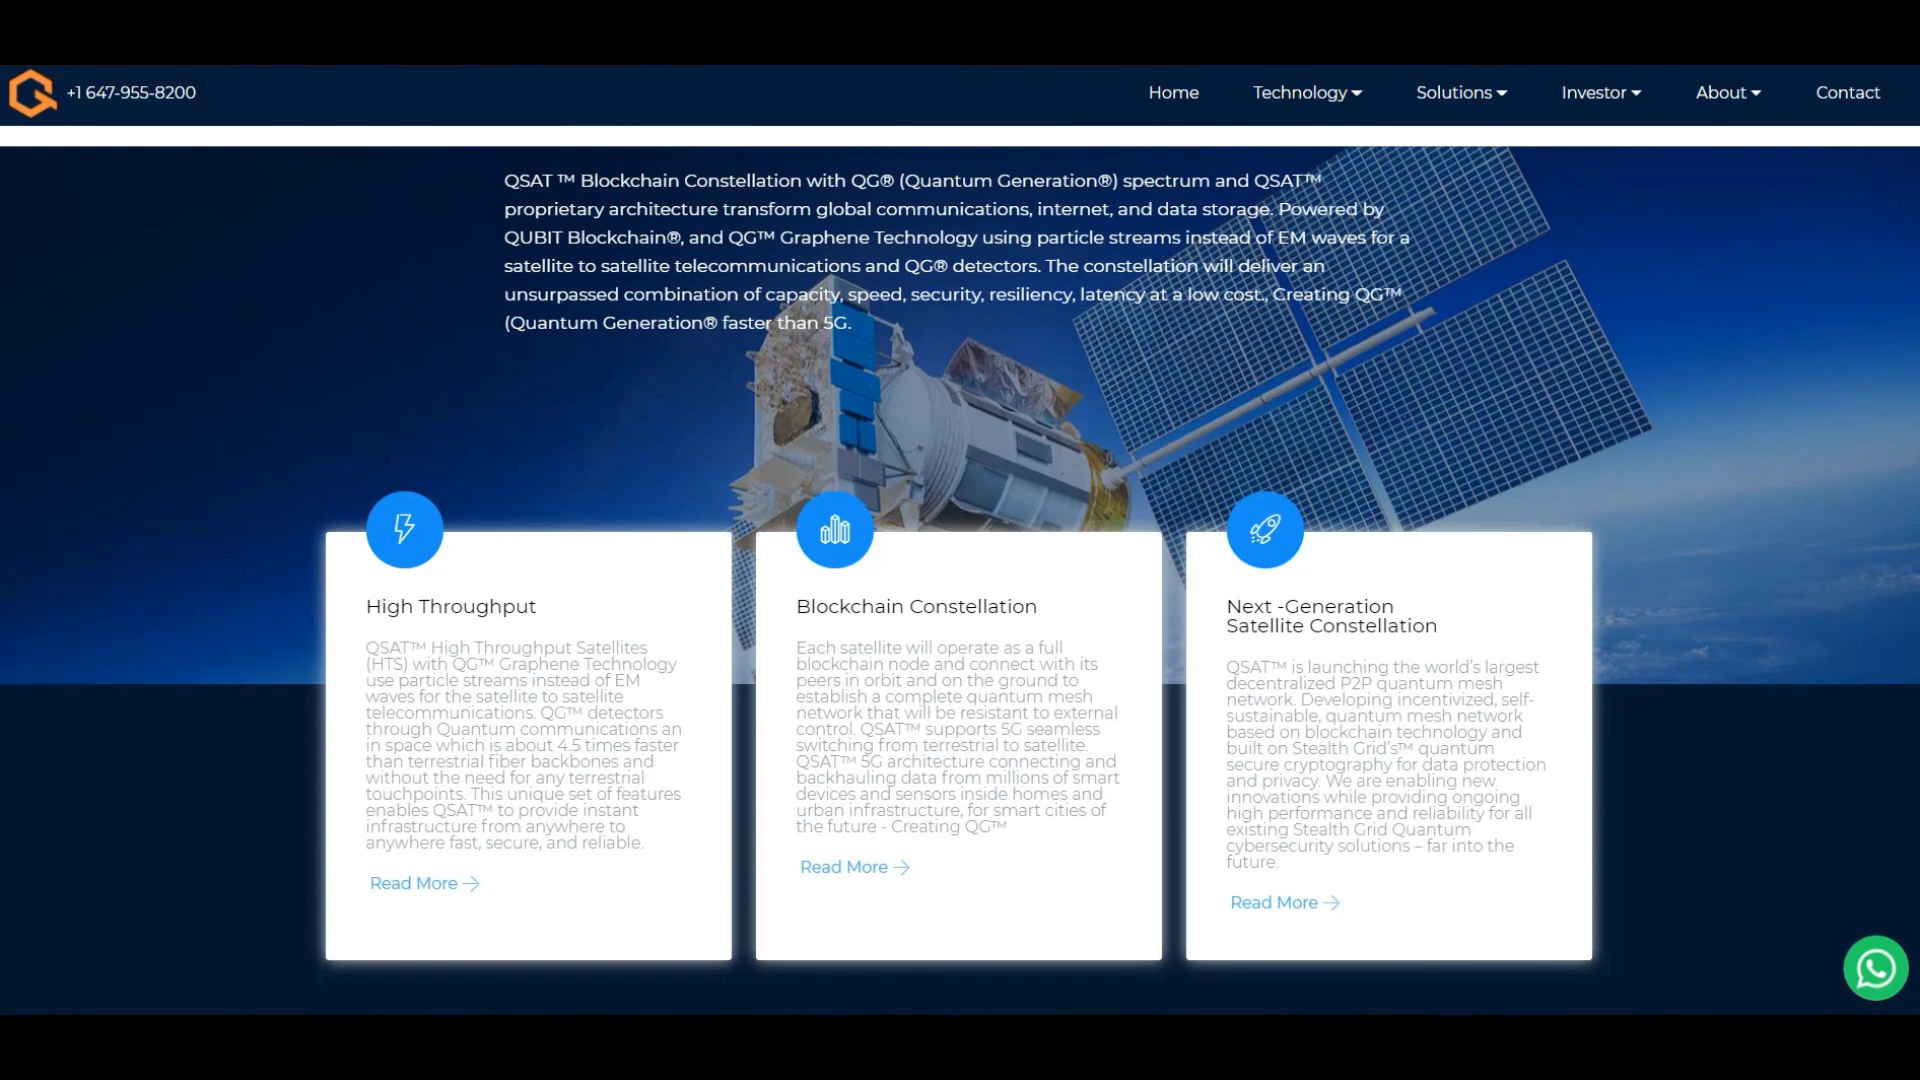 +1 647-955-8200
Home
Technology
Solutions
Investor
About
Contact
QSAT ™ Blockchain Constellation with QG® (Quantum Generation®) spectrum and QSAT™
proprietary architecture transform global communications, internet, and data storage. Powered by
QUBIT Blockchain®, and QG™ Graphene Technology using particle streams instead of EM waves for a
satellite to satellite telecommunications and QG® detectors. The constellation will deliver an
unsurpassed combination of capacity, speed, security, resiliency, latency at a low cost., Creating QG™
(Quantum Generation® faster than 5G.
High Throughput
QSAT™ High Throughput Satellites
(HTS) with QG™ Graphene Technology
use particle streams instead of EM
waves for the satellite to satellite
telecommunications. QG™ detectors
through Quantum communications an
in space which is about 4.5 times faster
than terrestrial fiber backbones and
without the need for any terrestrial
touchpoints. This unique set of features
enables QSAT™ to provide instant
infrastructure from anywhere to
anywhere fast, secure, and reliable.
Read More
Blockchain Constellation
Each satellite will operate as a full
blockchain node and connect with its
peers in orbit and on the ground to
establish a complete quantum mesh
network that will be resistant to external
control. QSAT™ supports 5G seamless
switching from terrestrial to satellite.
QSAT™ 5G architecture connecting and
backhauling data from millions of smart
devices and sensors inside homes and
urban infrastructure, for smart cities of
the future - Creating QG™
Read More
Next -Generation
Satellite Constellation
QSAT™ is launching the world's largest
decentralized P2P quantum mesh
network. Developing incentivized, self-
sustainable, quantum mesh network
based on blockchain technology and
built on Stealth Grid's™ quantum
secure cryptography for data protection
and privacy. We are enabling new
innovations while providing ongoing
high performance and reliability for all
existing Stealth Grid Quantum
cybersecurity solutions – far into the
future.
Read More